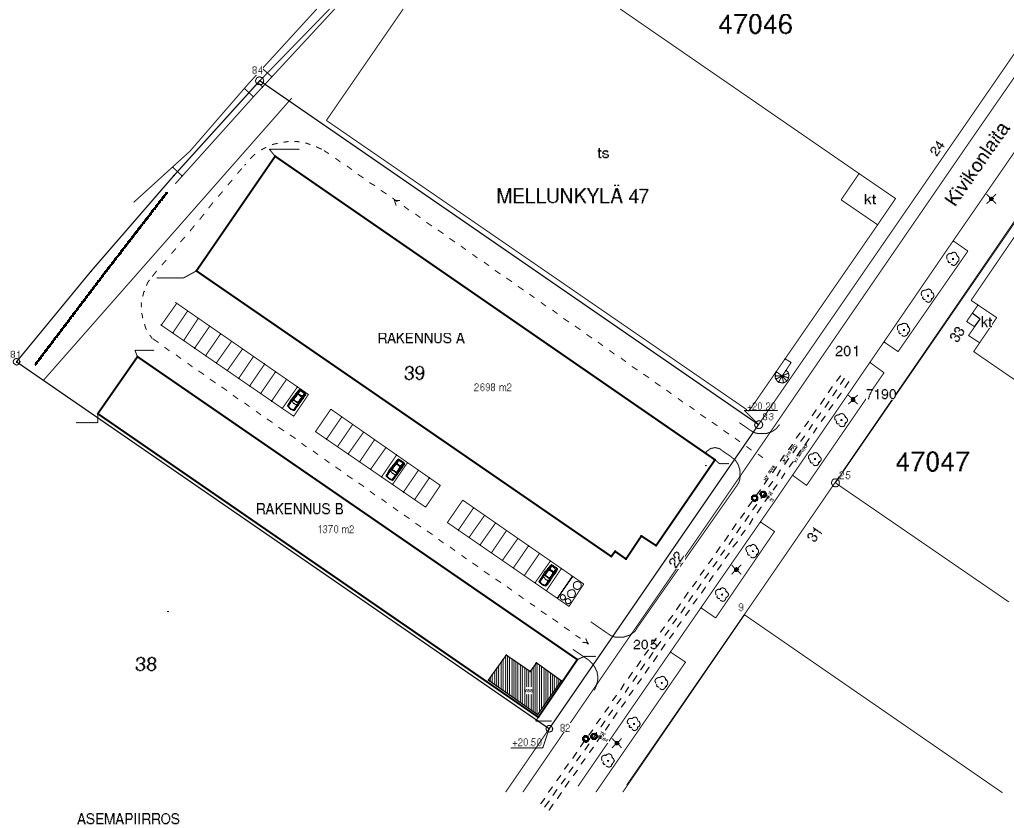 47046
84
ts
24
Kivikonlaita
MELLUNKYLÄ 47
kt
kt
33
RAKENNUS A
201
81
39
2698 m2
7190
+20.20
83
47047
25
RAKENNUS B
1370 m2
31
22
9
38
205
82
+20.50
ASEMAPIIRROS